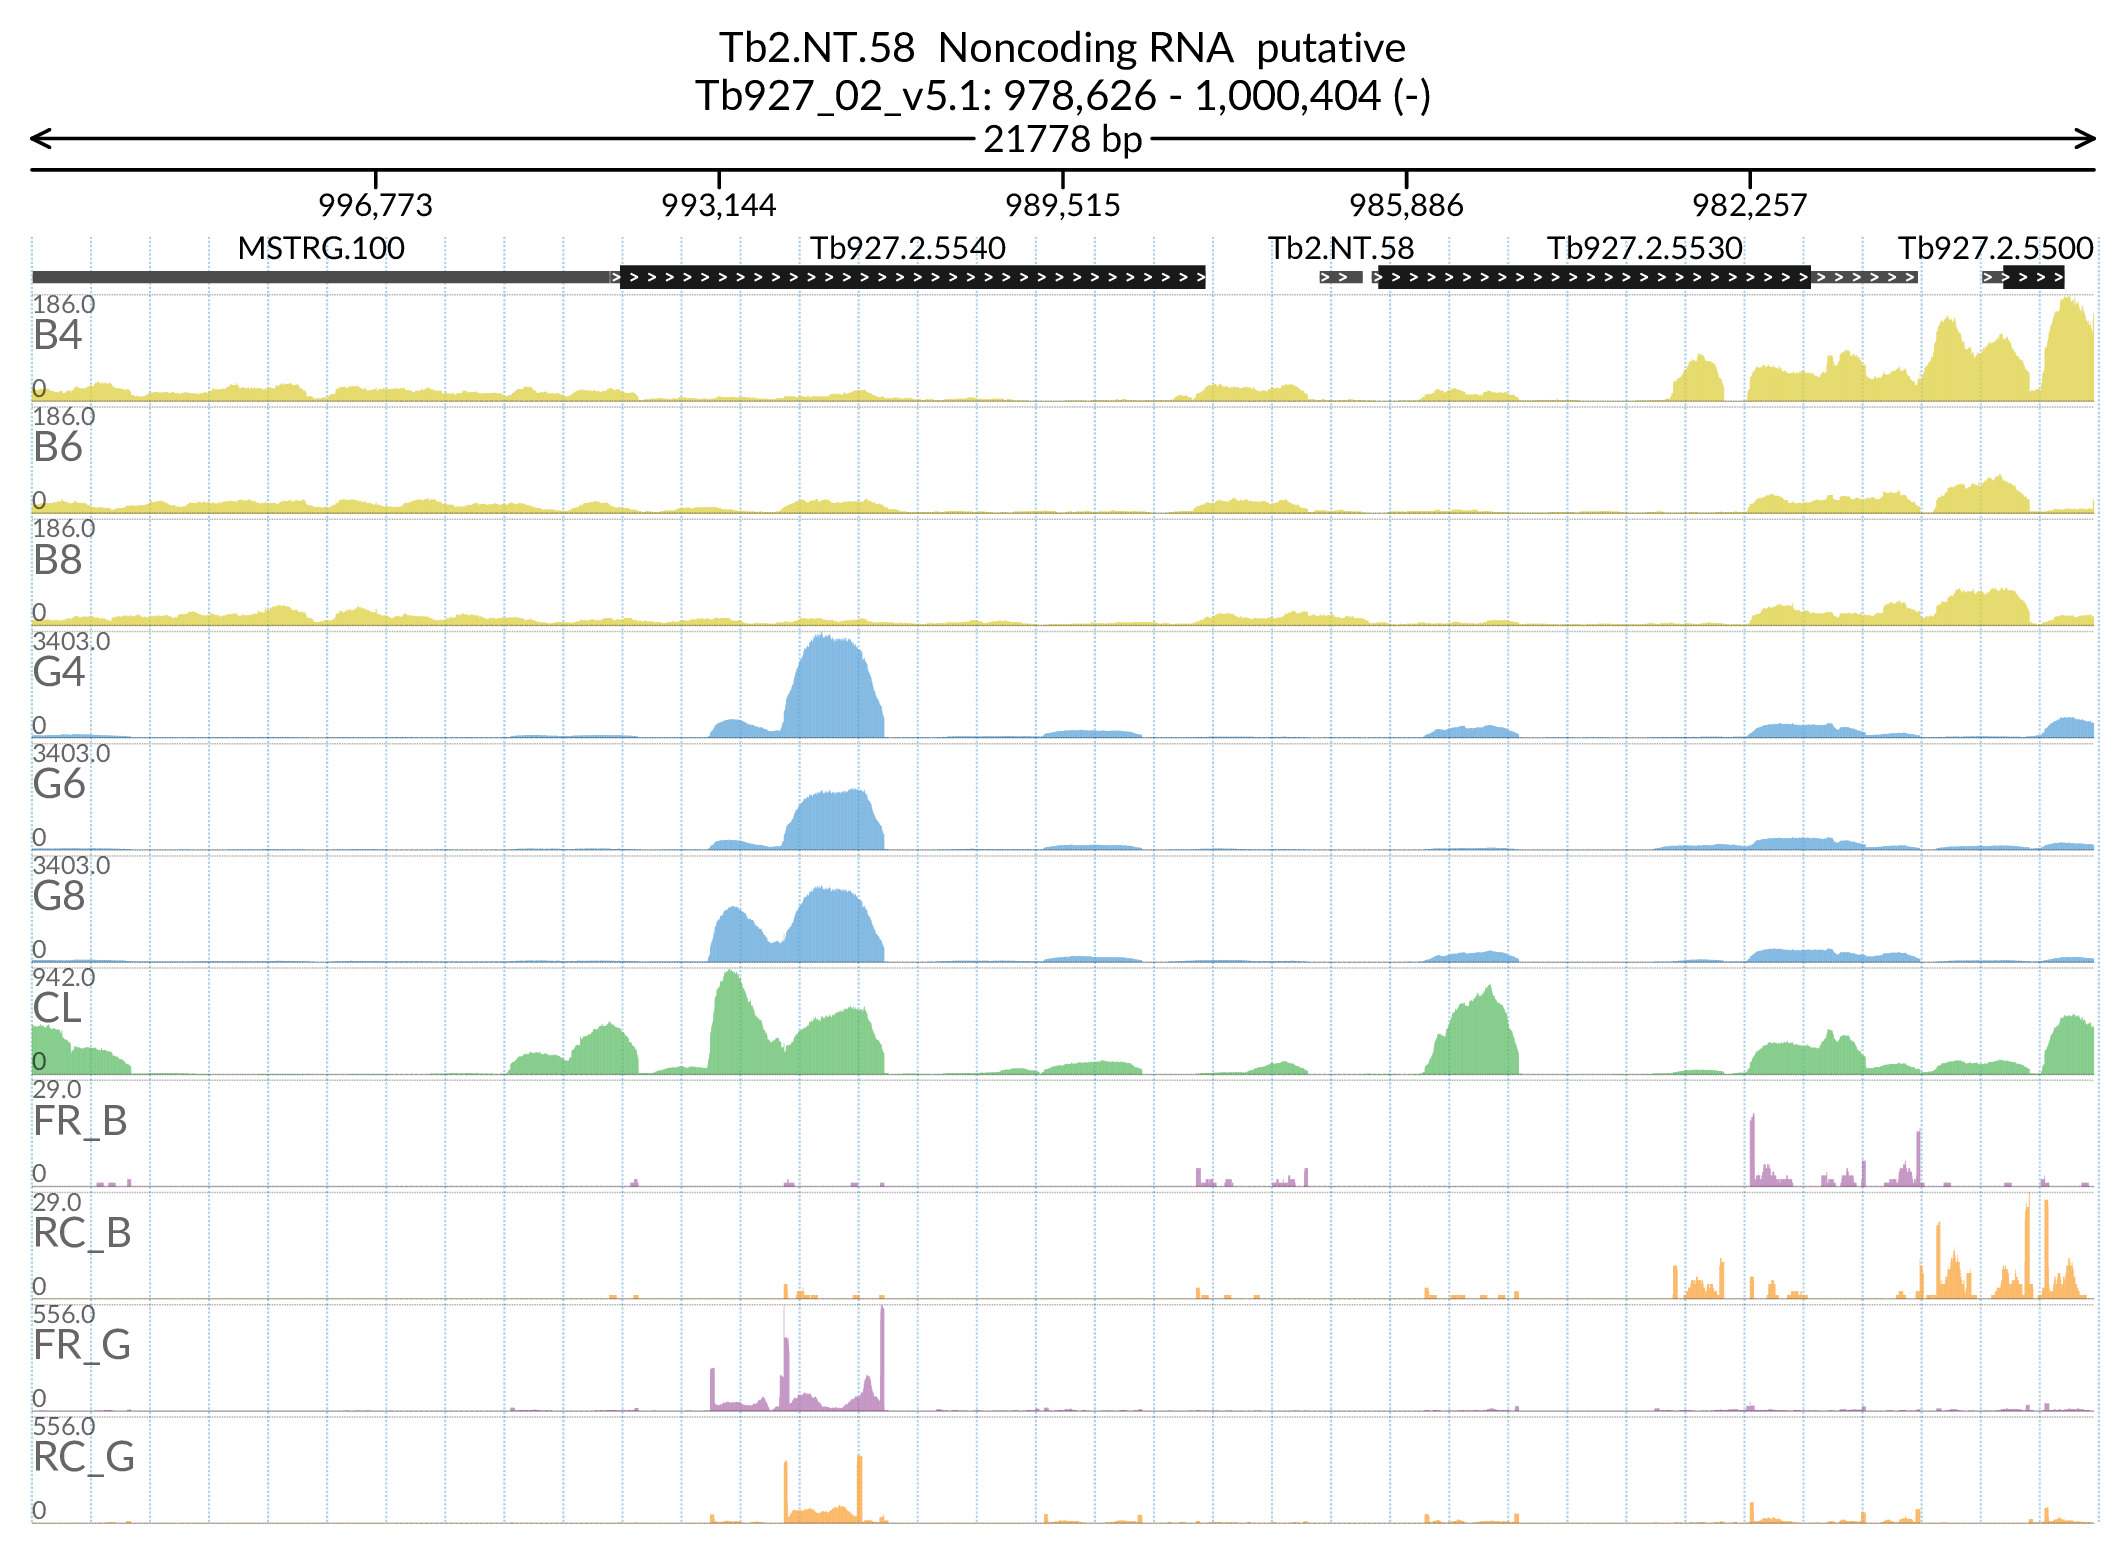 Tb2.NT.58 Noncoding RNA putative
Tb927_02_v5.1: 978,626 - 1,000,404 (-)
21778 bp
996,773 993,144 989,515 985,886 982,257
MSTRG.100 Tb927.2.5540 Tb2.NT.58 Tb927.2.5530 Tb927.2.5500
186.0
B4
0
186.0
B6
0
186.0
B8
0
3403.0
G4
0
3403.0
G6
0
3403.0
G8
0
942.0
CL
0
29.0
FR_B
0
29.0
RC_B
0
556.0
FR_G
0
556.0
RC_G
0